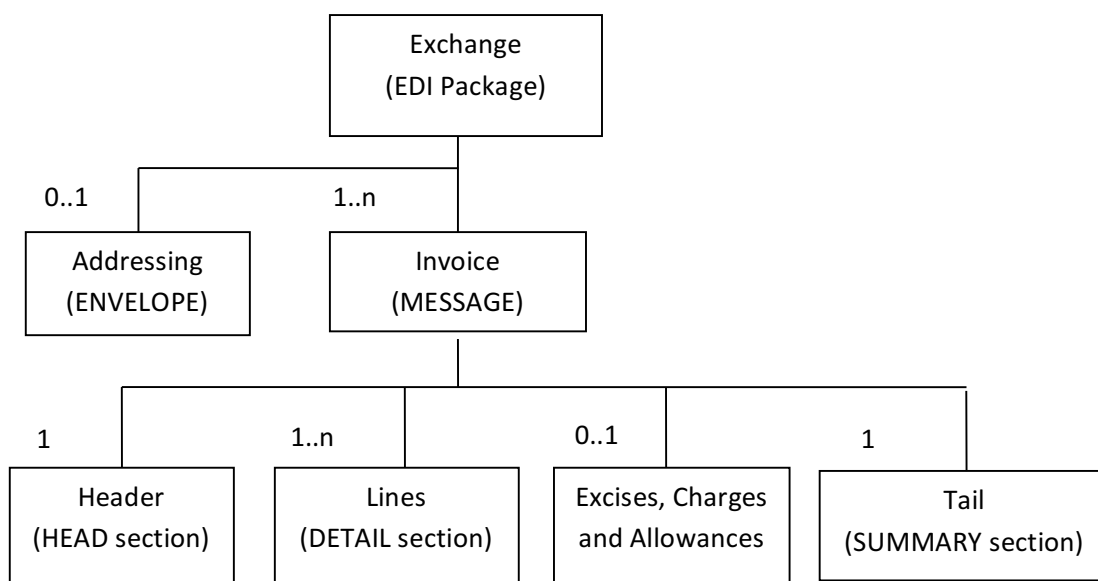 Exchange
(EDI Package)
0..1
1..n
Addressing
(ENVELOPE)
Invoice
(MESSAGE)
1
1..n
0..1
1
Header
(HEAD section)
Lines
(DETAIL section)
Excises, Charges
and Allowances
Tail
(SUMMARY section)